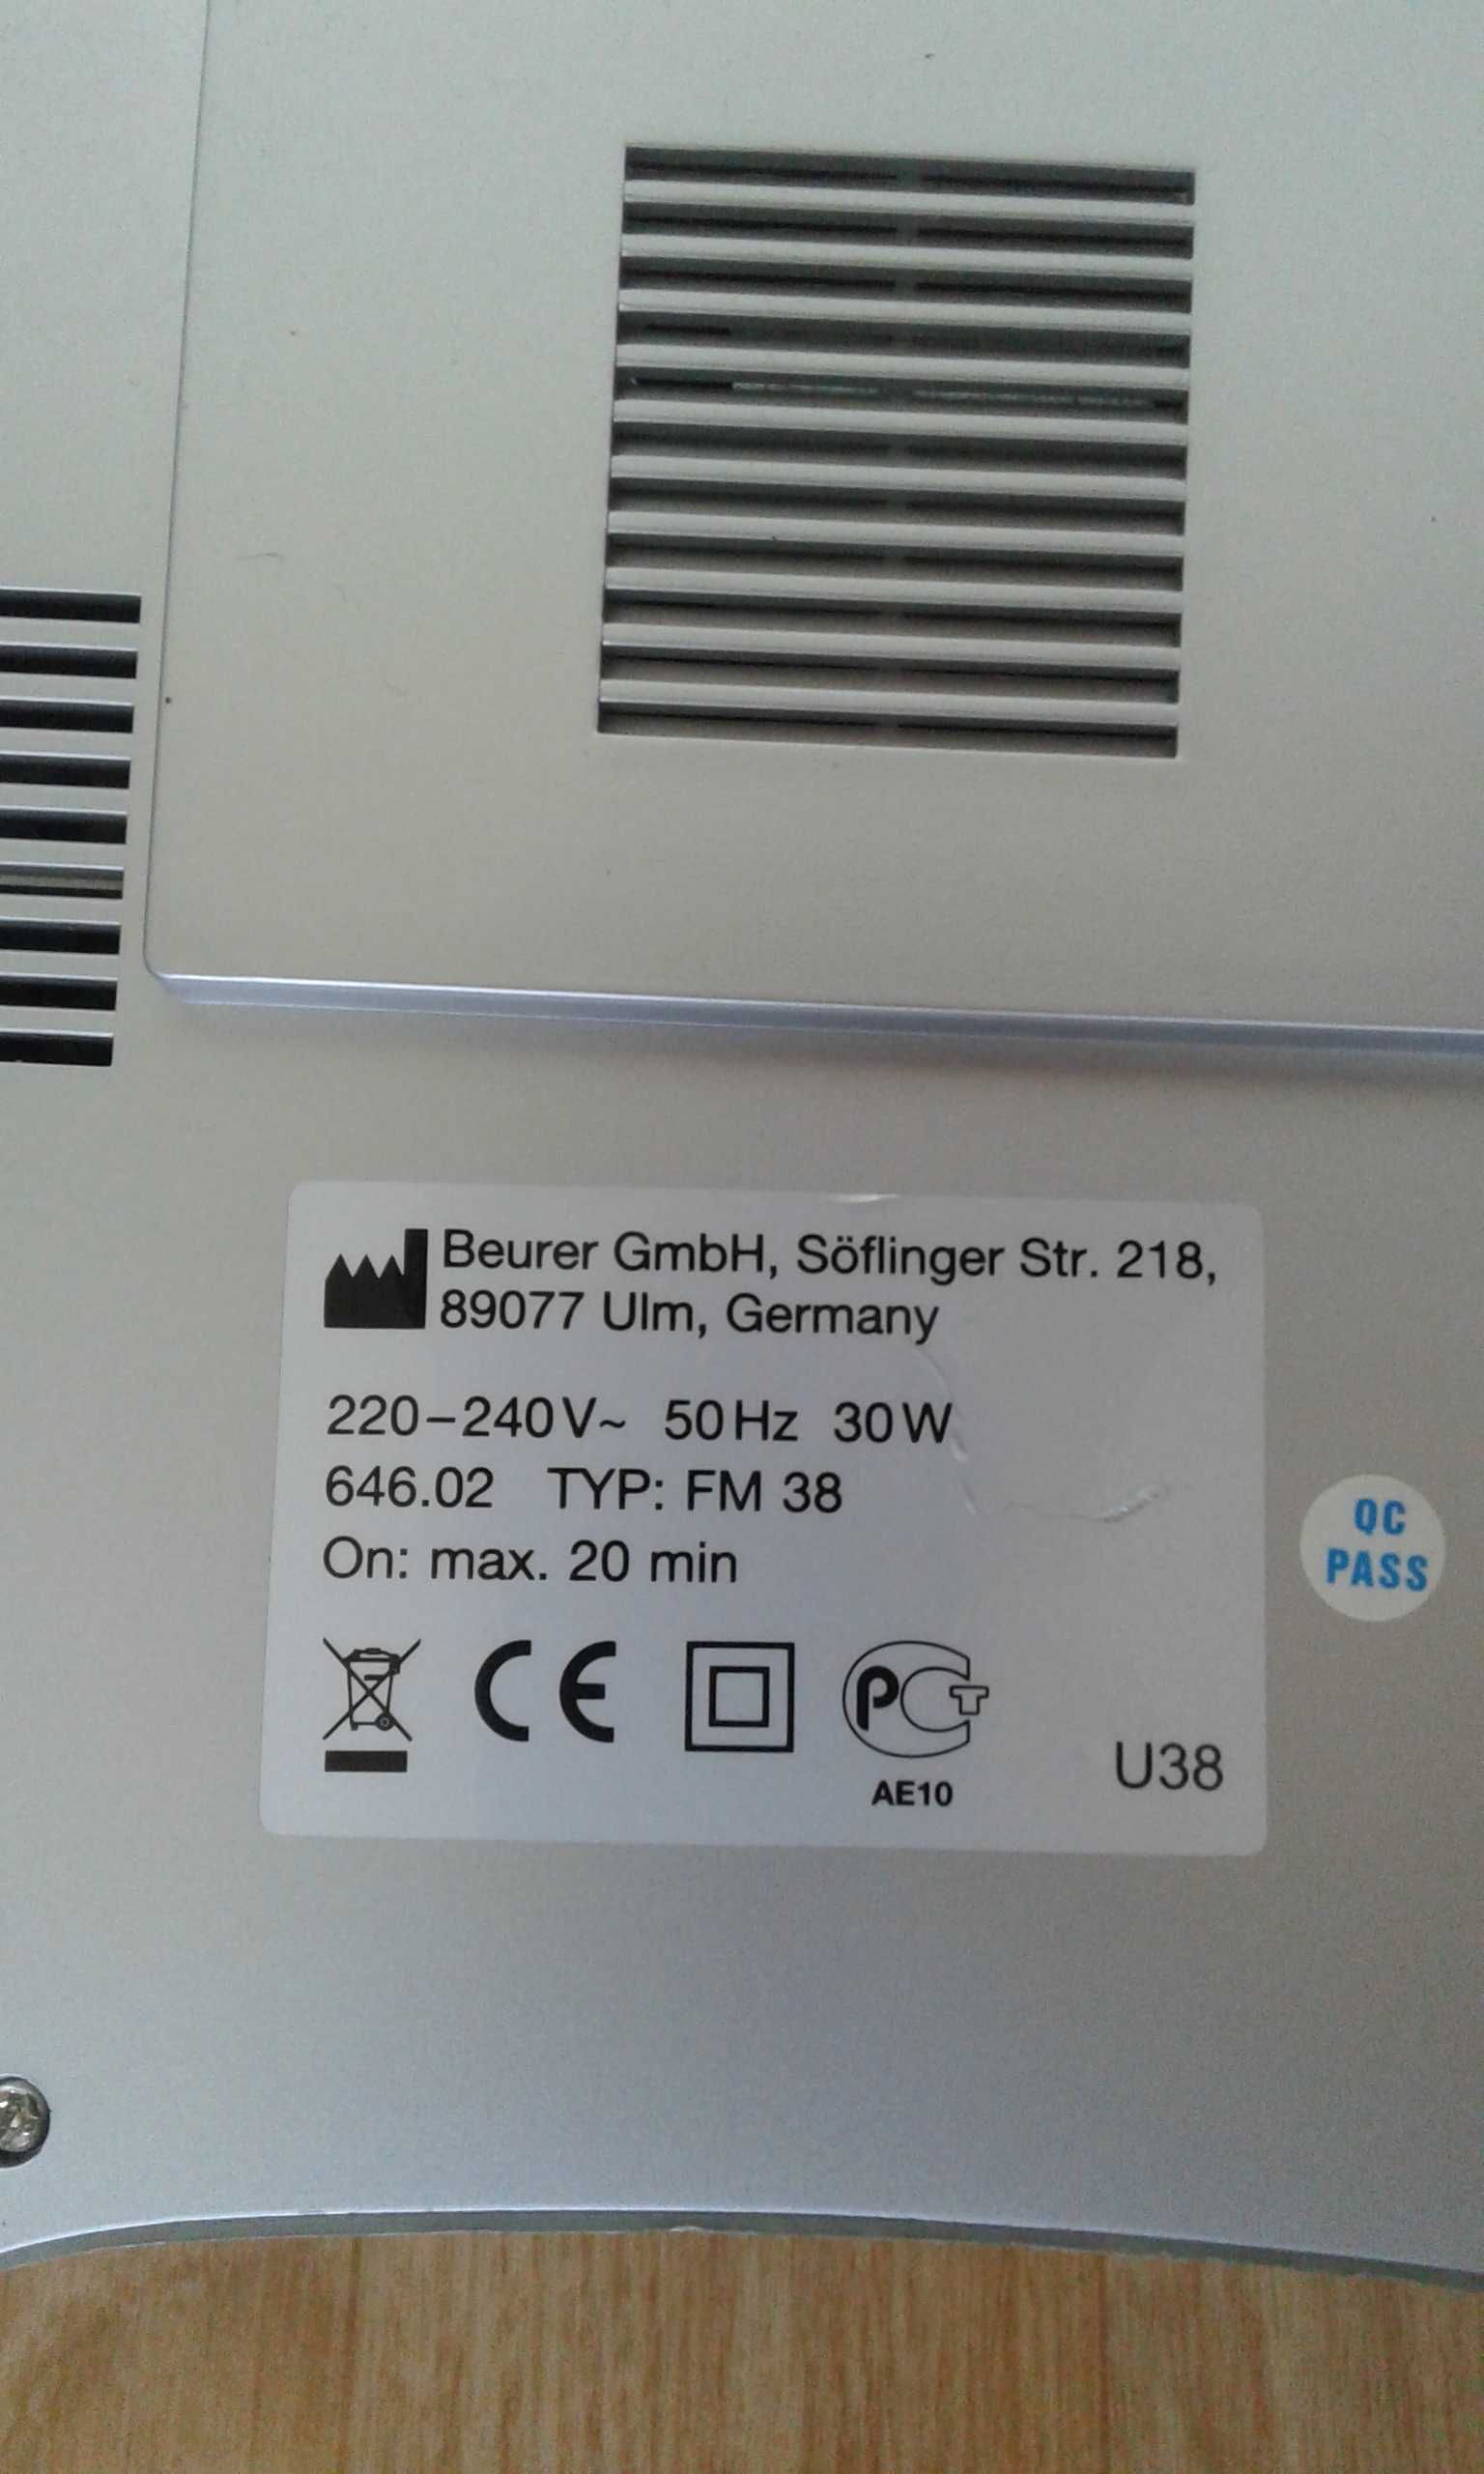 Beurer GmbH, Söflinger Str. 218,
89077 Ulm, Germany
220–240V~ 50Hz 30W
646.02 TYP: FM 38
On: max. 20 min
CE
PCT
AE10
U38
QC
PASS